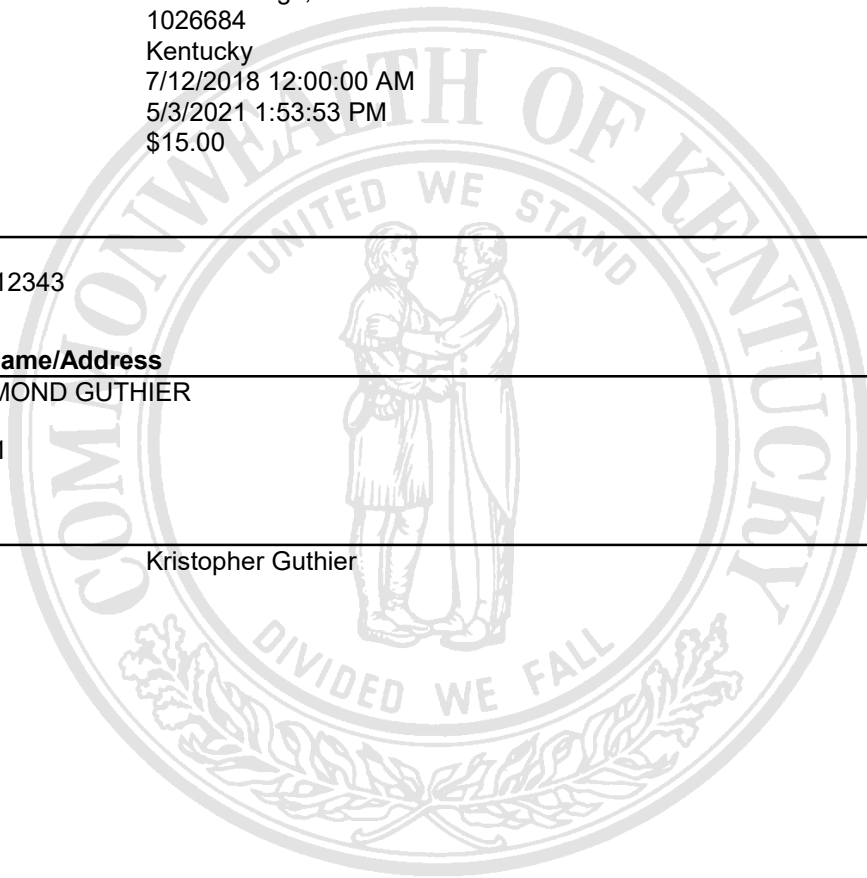 1026684
Kentucky
7/12/2018 12:00:00 AM
5/3/2021 1:53:53 PM
$15.00
COMMONWEALTH OF KENTUCKY
UNITED WE STAND
12343
ame/Address
MOND GUTHIER
1
Kristopher Guthier
DIVIDED WE FALL